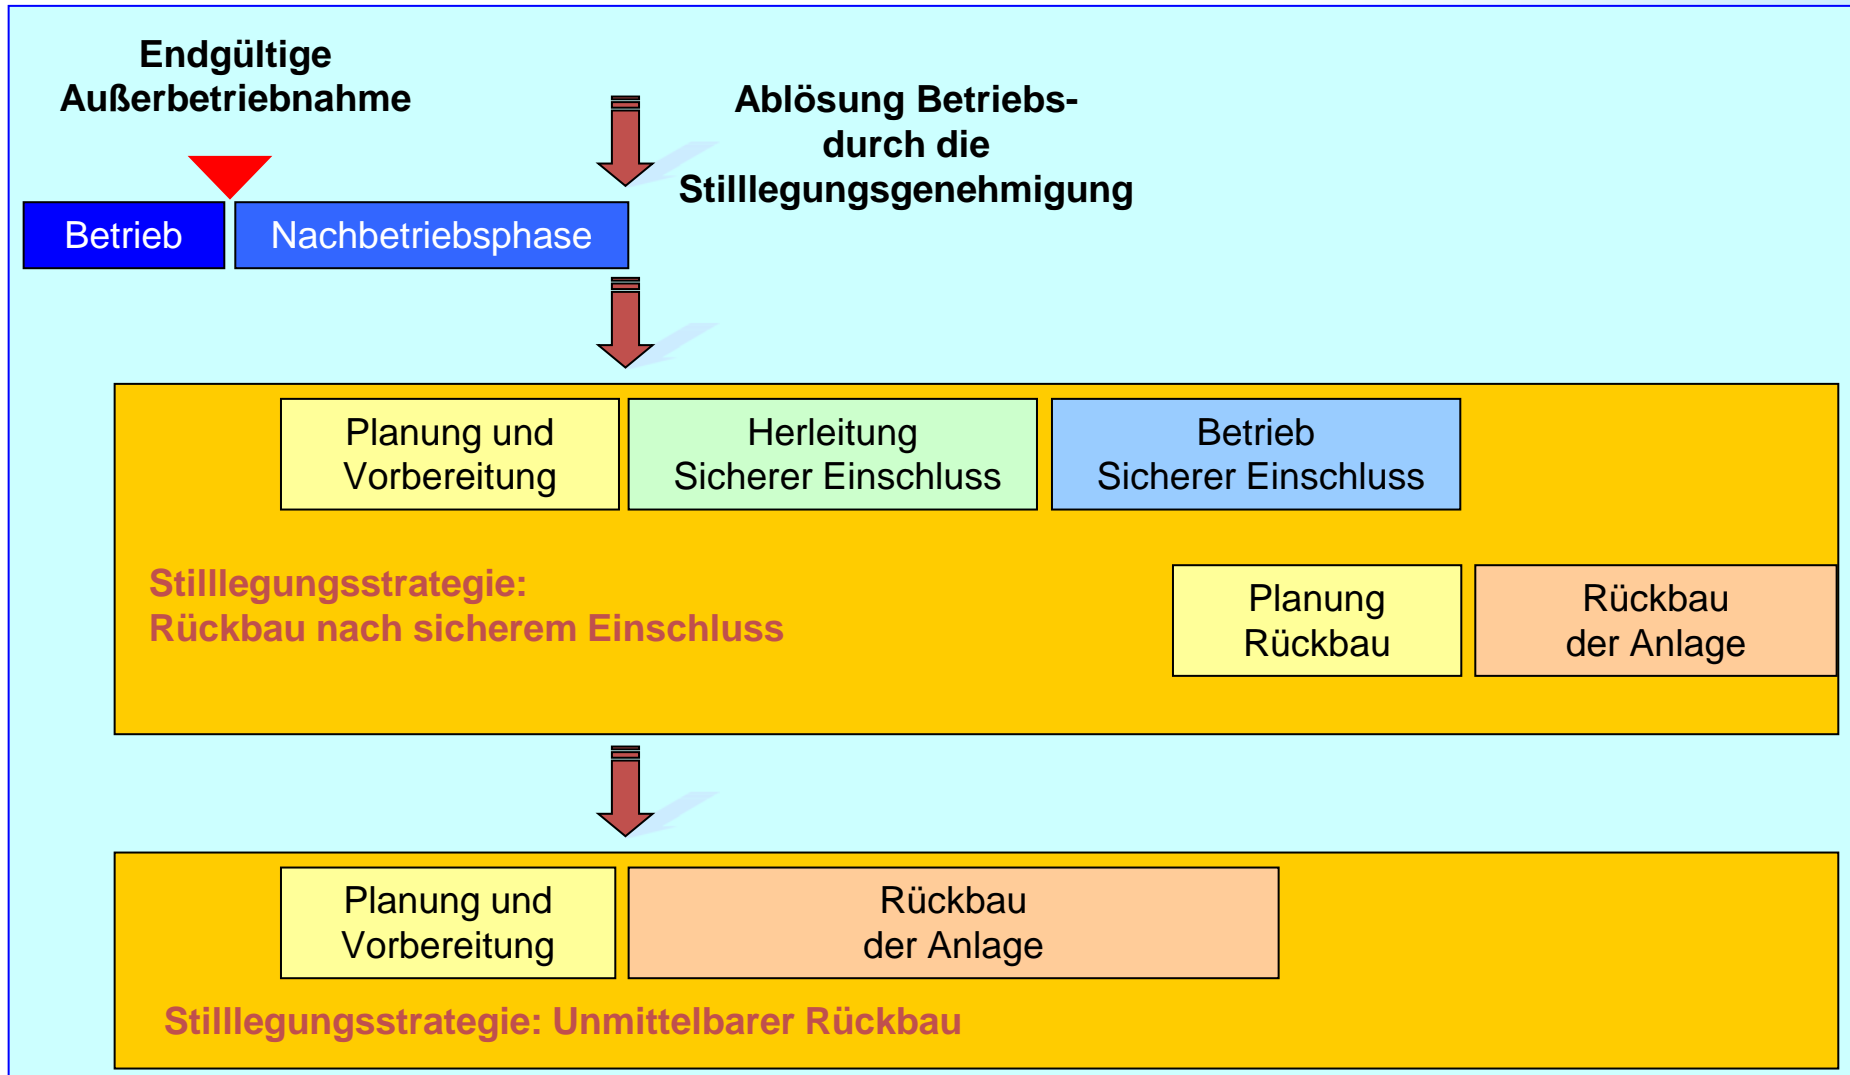 Endgültige
Außerbetriebnahme
Ablösung Betriebs-
durch die
Stilllegungsgenehmigung
Betrieb
Nachbetriebsphase
Planung und
Vorbereitung
Herleitung
Sicherer Einschluss
Betrieb
Sicherer Einschluss
Stilllegungsstrategie:
Rückbau nach sicherem Einschluss
Planung
Rückbau
Rückbau
der Anlage
Planung und
Vorbereitung
Rückbau
der Anlage
Stilllegungsstrategie: Unmittelbarer Rückbau